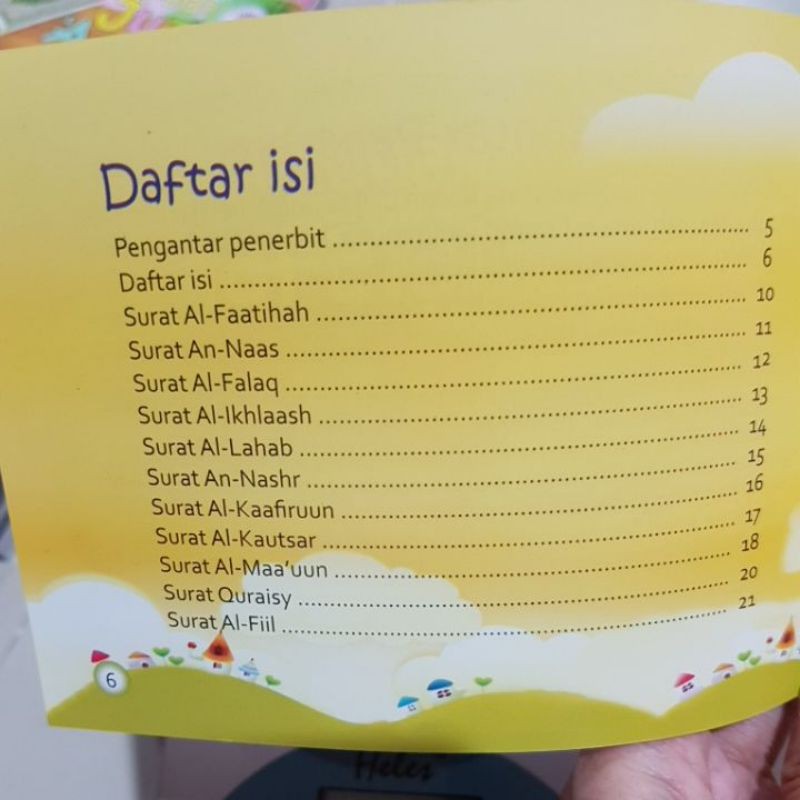 Daftar isi
Pengantar penerbit ........................ 5
Daftar isi ........................ 6
Surat Al-Faatihah ........................ 10
Surat An-Naas ........................ 11
Surat Al-Falaq ........................ 12
Surat Al-Ikhlaash ........................ 13
Surat Al-Lahab ........................ 14
Surat An-Nashr ........................ 15
Surat Al-Kaafiruun ........................ 16
Surat Al-Kautsar ........................ 17
Surat Al-Maa'uun ........................ 18
Surat Quraisy ........................ 20
Surat Al-Fiil ........................ 21
6
Heles